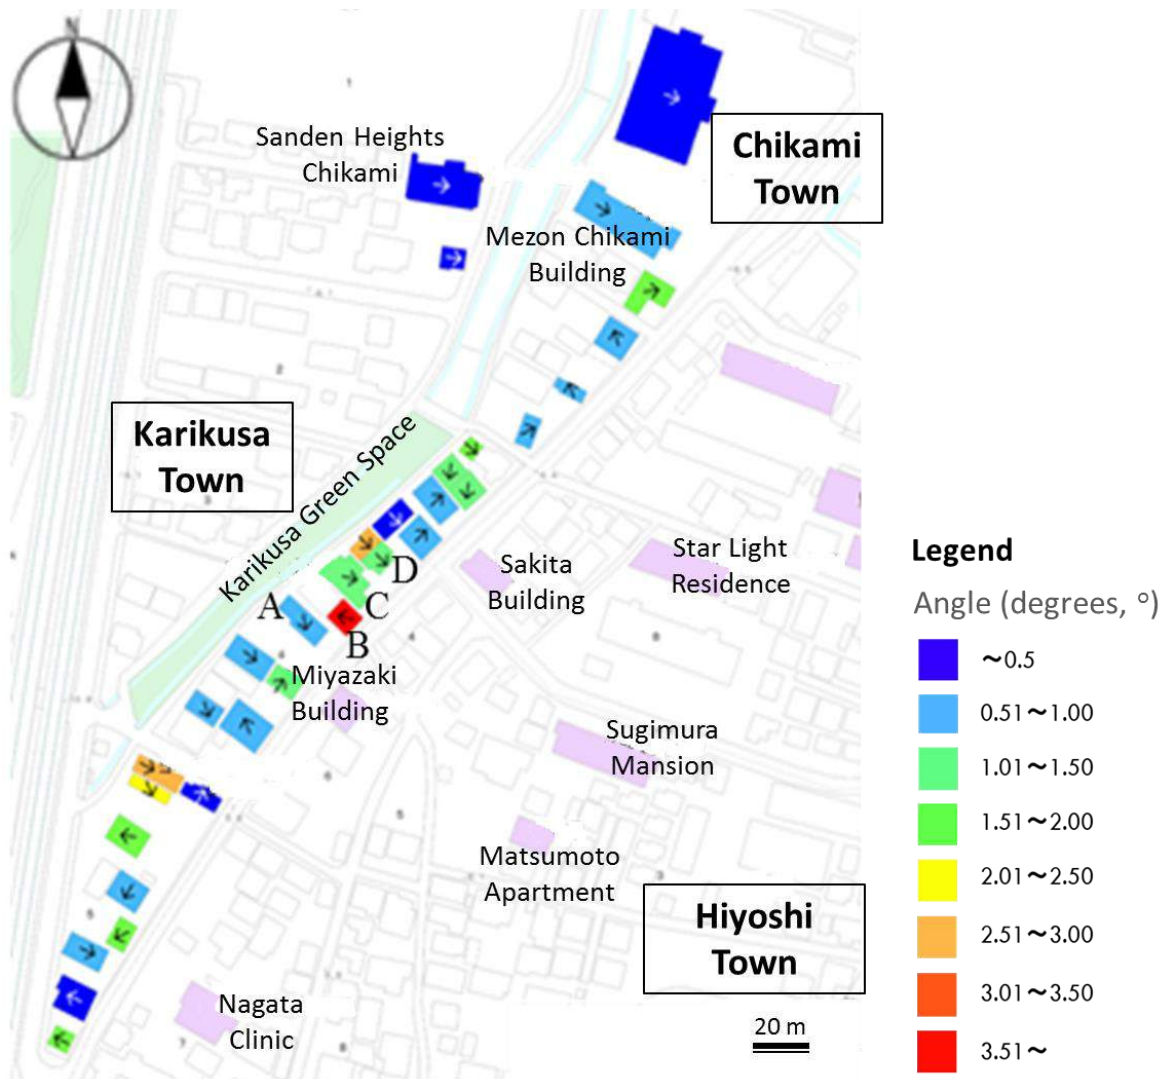 N
Sanden Heights
Chikami
Chikami
Town
Mezon Chikami
Building
Karikusa
Town
Karikusa Green Space
A
B
C
D
Sakita
Building
Star Light
Residence
Miyazaki
Building
Sugimura
Mansion
Matsumoto
Apartment
Hiyoshi
Town
Nagata
Clinic
20 m
Legend
Angle (degrees, °)
~0.5
0.51~1.00
1.01~1.50
1.51~2.00
2.01~2.50
2.51~3.00
3.01~3.50
3.51~